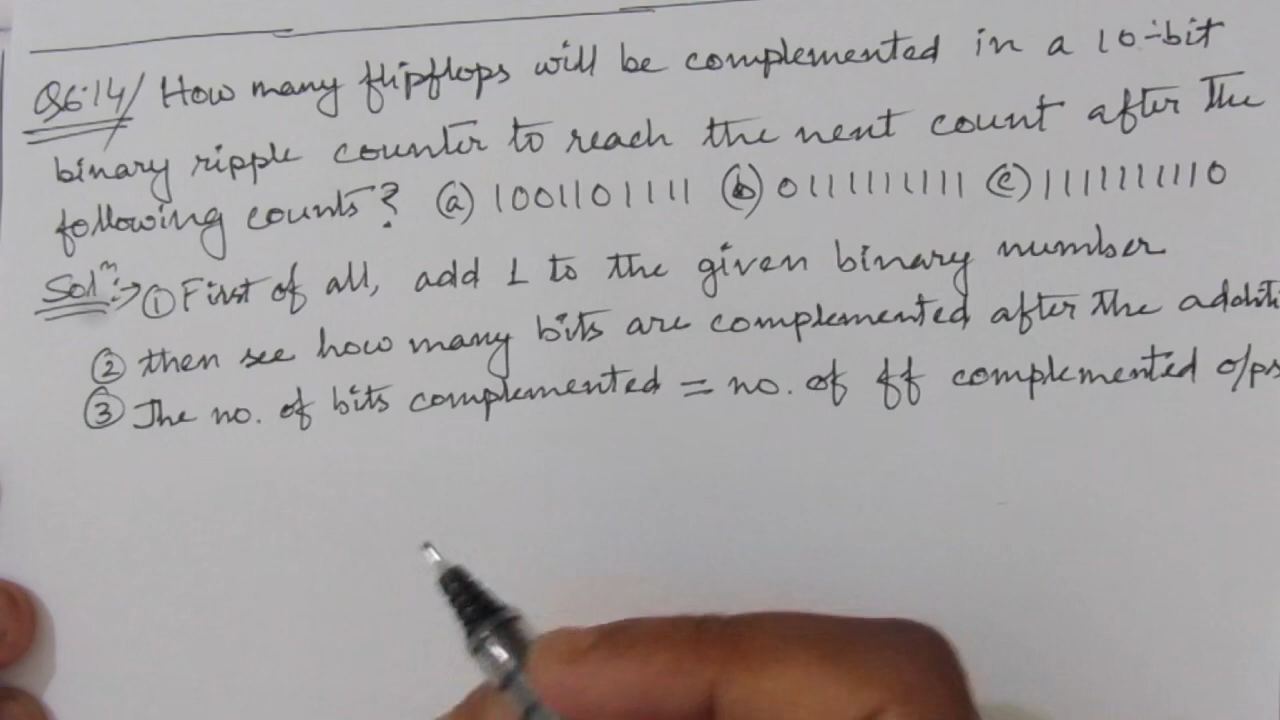 Q6.14/ How many flipflops will be complemented in a 10-bit
binary ripple counter to reach the next count after the
following counts? (a) 1001101111 (b) 0111111111 (c) 1111111110
Solⁿ:→ ① First of all, add 1 to the given binary number
② then see how many bits are complemented after the additi
③ The no. of bits complemented = no. of ff complemented o/ps